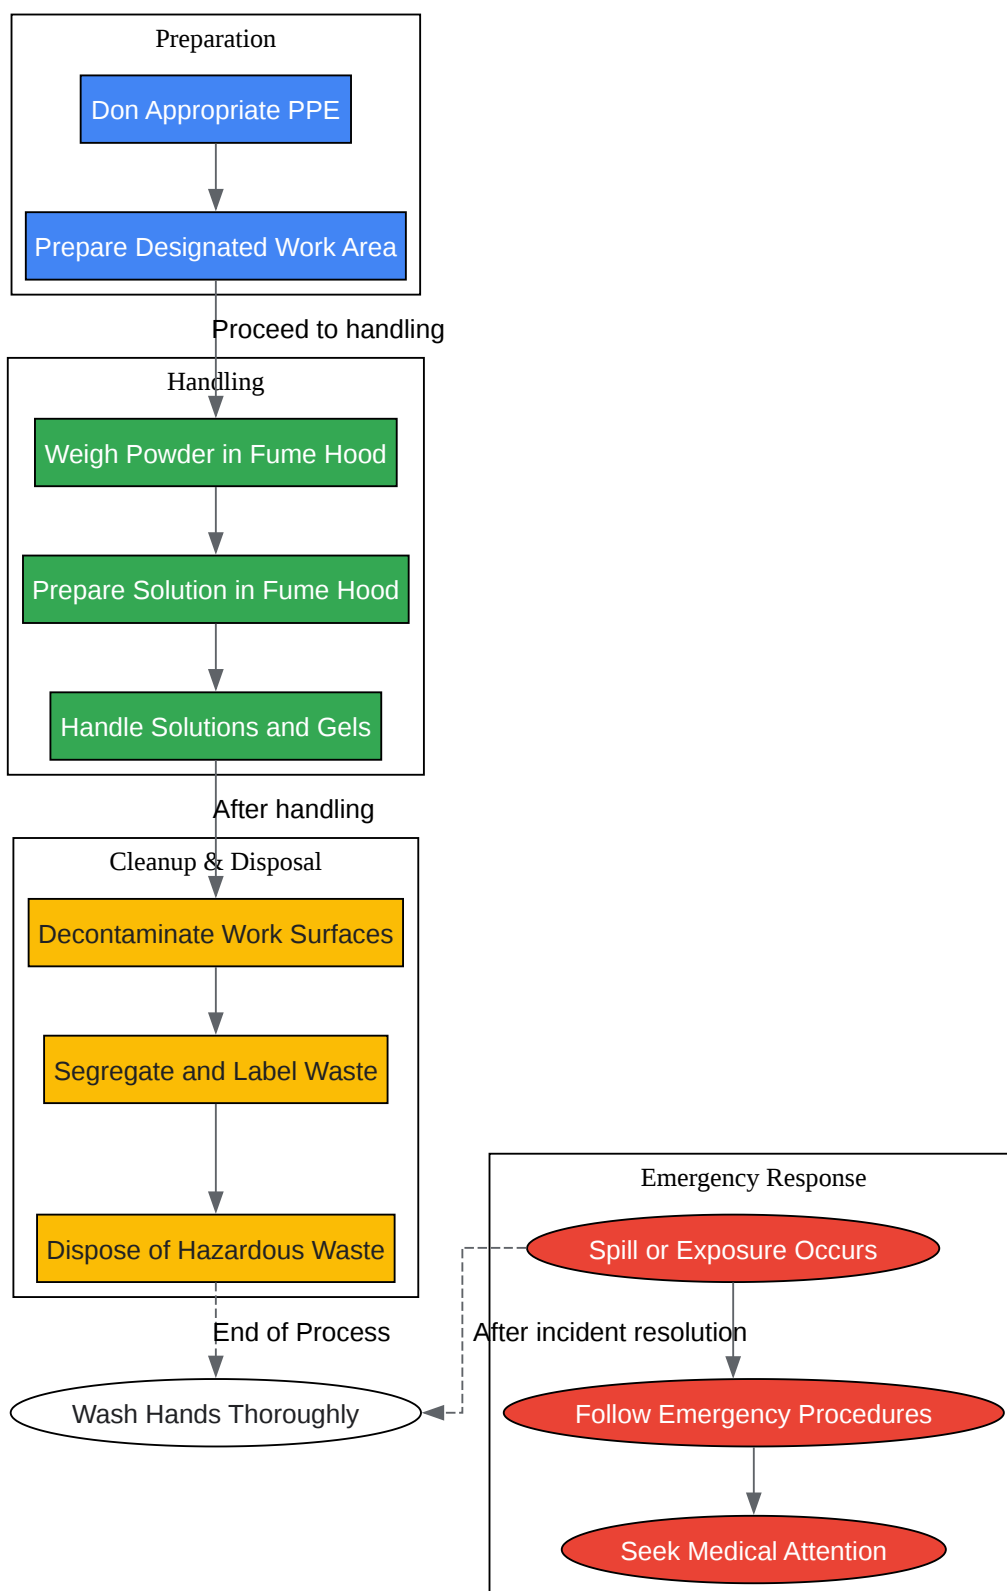 Preparation
Don Appropriate PPE
Prepare Designated Work Area
Proceed to handling
Handling
Weigh Powder in Fume Hood
Prepare Solution in Fume Hood
Handle Solutions and Gels
After handling
Cleanup & Disposal
Decontaminate Work Surfaces
Segregate and Label Waste
Dispose of Hazardous Waste
End of Process
Wash Hands Thoroughly
Emergency Response
Spill or Exposure Occurs
After incident resolution
Follow Emergency Procedures
Seek Medical Attention